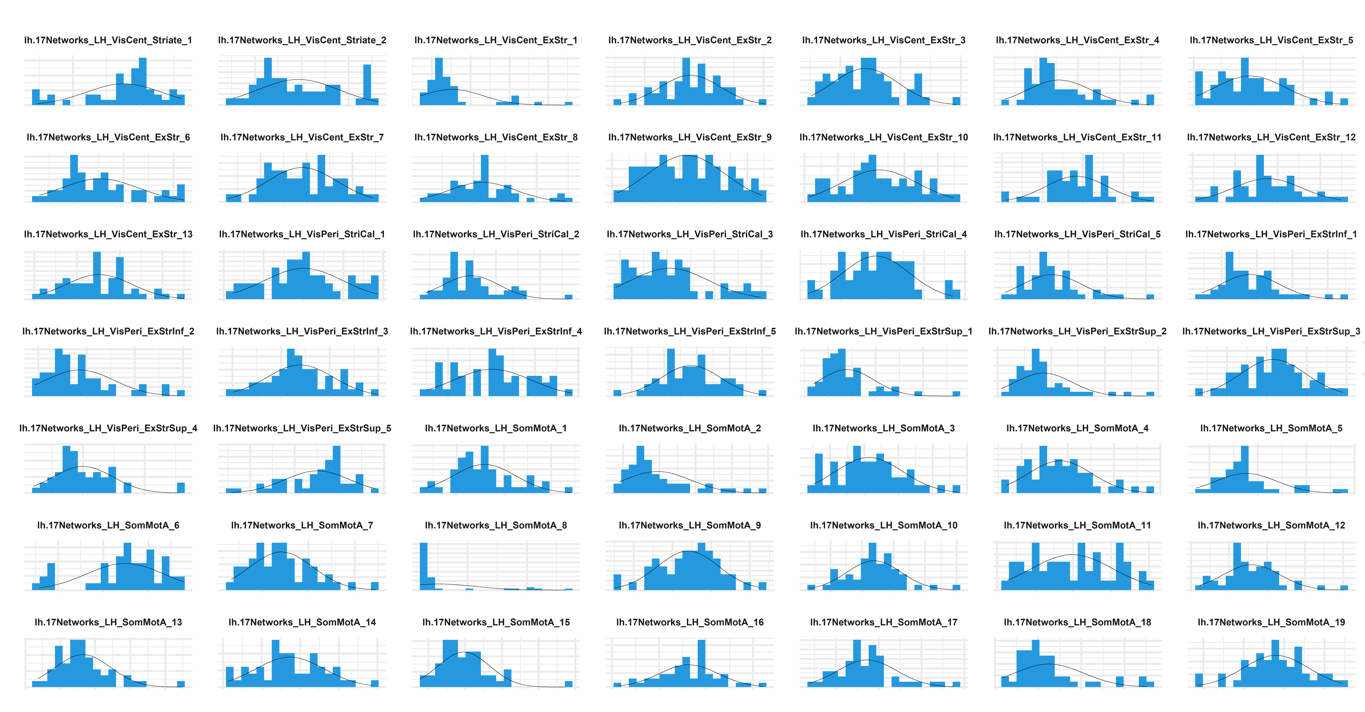 lh.17Networks_LH_VisCent_Striate_1 lh.17Networks_LH_VisCent_Striate_2 lh.17Networks_LH_VisCent_ExStr_1 lh.17Networks_LH_VisCent_ExStr_2 lh.17Networks_LH_VisCent_ExStr_3 lh.17Networks_LH_VisCent_ExStr_4 lh.17Networks_LH_VisCent_ExStr_5
lh.17Networks_LH_VisCent_ExStr_6 lh.17Networks_LH_VisCent_ExStr_7 lh.17Networks_LH_VisCent_ExStr_8 lh.17Networks_LH_VisCent_ExStr_9 lh.17Networks_LH_VisCent_ExStr_10 lh.17Networks_LH_VisCent_ExStr_11 lh.17Networks_LH_VisCent_ExStr_12
lh.17Networks_LH_VisCent_ExStr_13 lh.17Networks_LH_VisPeri_StriCal_1 lh.17Networks_LH_VisPeri_StriCal_2 lh.17Networks_LH_VisPeri_StriCal_3 lh.17Networks_LH_VisPeri_StriCal_4 lh.17Networks_LH_VisPeri_StriCal_5 lh.17Networks_LH_VisPeri_ExStrInf_1
lh.17Networks_LH_VisPeri_ExStrInf_2 lh.17Networks_LH_VisPeri_ExStrInf_3 lh.17Networks_LH_VisPeri_ExStrInf_4 lh.17Networks_LH_VisPeri_ExStrInf_5 lh.17Networks_LH_VisPeri_ExStrSup_1 lh.17Networks_LH_VisPeri_ExStrSup_2 lh.17Networks_LH_VisPeri_ExStrSup_3
lh.17Networks_LH_VisPeri_ExStrSup_4 lh.17Networks_LH_VisPeri_ExStrSup_5 lh.17Networks_LH_SomMotA_1 lh.17Networks_LH_SomMotA_2 lh.17Networks_LH_SomMotA_3 lh.17Networks_LH_SomMotA_4 lh.17Networks_LH_SomMotA_5
lh.17Networks_LH_SomMotA_6 lh.17Networks_LH_SomMotA_7 lh.17Networks_LH_SomMotA_8 lh.17Networks_LH_SomMotA_9 lh.17Networks_LH_SomMotA_10 lh.17Networks_LH_SomMotA_11 lh.17Networks_LH_SomMotA_12
lh.17Networks_LH_SomMotA_13 lh.17Networks_LH_SomMotA_14 lh.17Networks_LH_SomMotA_15 lh.17Networks_LH_SomMotA_16 lh.17Networks_LH_SomMotA_17 lh.17Networks_LH_SomMotA_18 lh.17Networks_LH_SomMotA_19